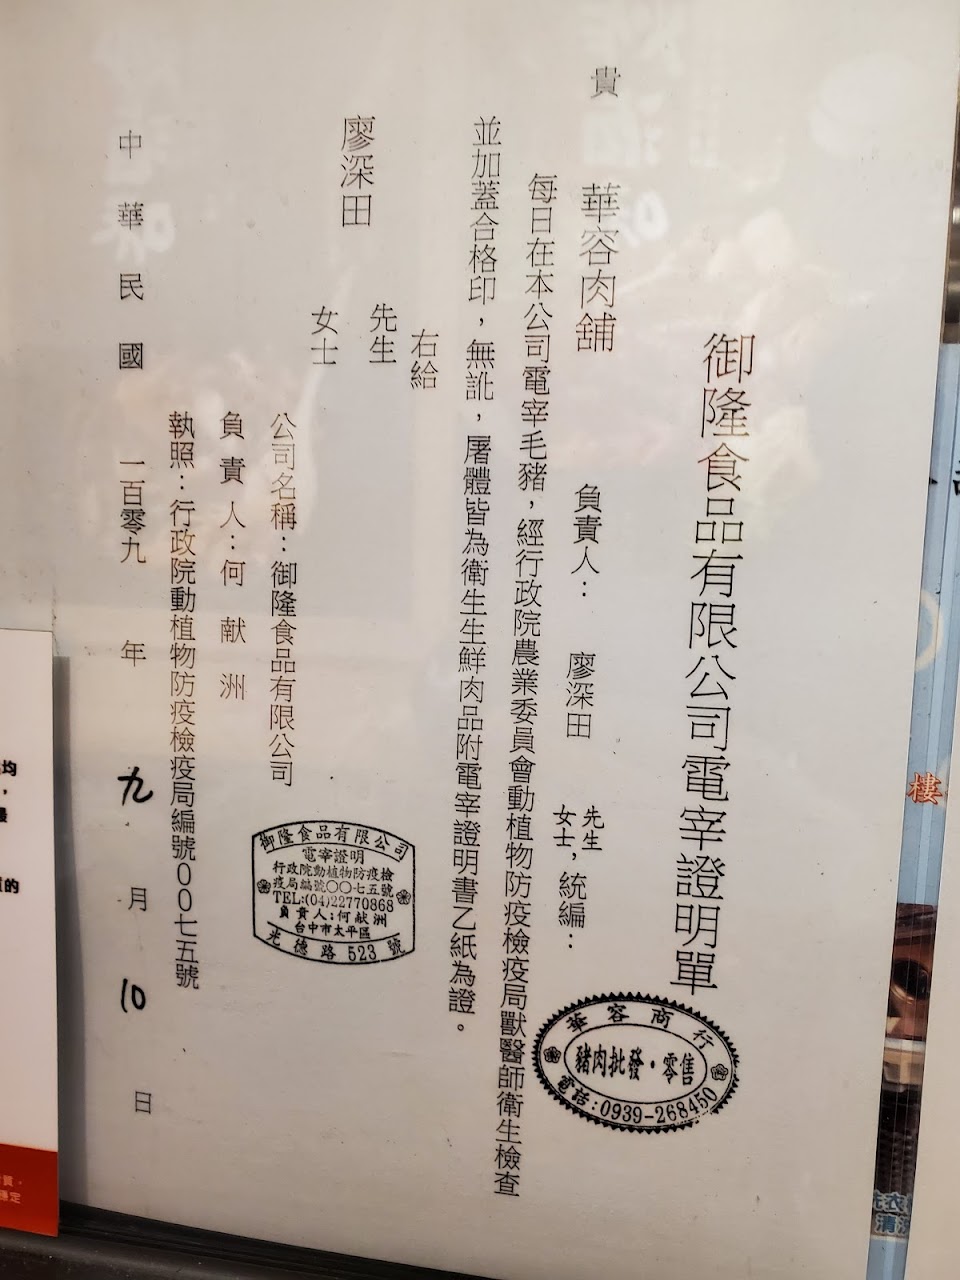 御隆食品有限公司電宰證明單
貴 華容肉舖 負責人： 廖深田 先生 女士，統編：
每日在本公司電宰毛豬，經行政院農業委員會動植物防疫檢疫局獸醫師衛生檢查
並加蓋合格印，無訛，屠體皆為衛生生鮮肉品附電宰證明書乙紙為證。
右給
廖深田 先生 女士
公司名稱：御隆食品有限公司
負責人：何献洲
執照：行政院動植物防疫檢疫局編號００七五號
中華民國 一百零九 年 九 月 10 日
華容商行
豬肉批發・零售
電話:0939-268450
御隆食品有限公司
電宰證明
行政院動植物防疫檢
疫局編號〇〇七五號
TEL:(04)22770868
負責人:何献洲
台中市太平區
光德路 523 號
樓
均
質，
穩定
洗衣